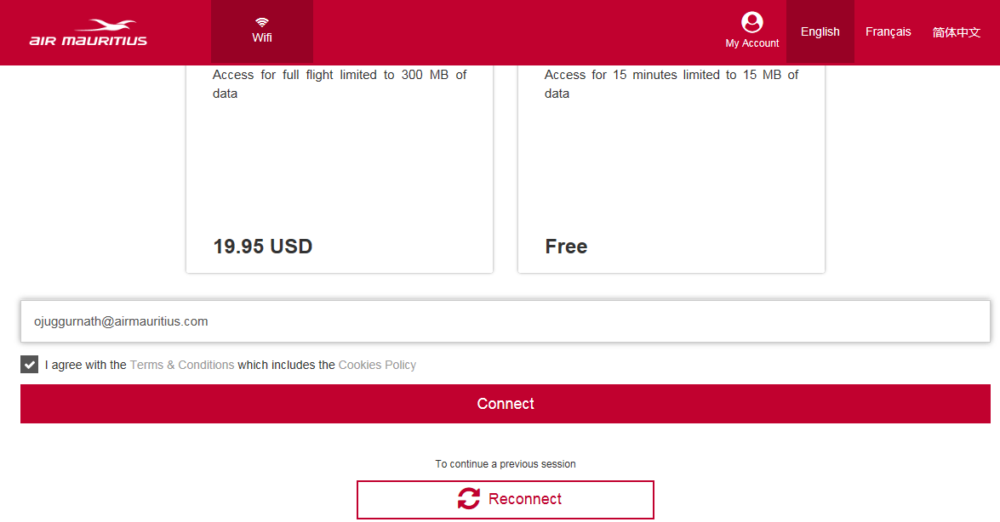 air mauritius
Wifi
My Account
English
Français
简体中文
Access for full flight limited to 300 MB of
data
Access for 15 minutes limited to 15 MB of
data
19.95 USD
Free
ojuggurnath@airmauritius.com
I agree with the Terms & Conditions which includes the Cookies Policy
Connect
To continue a previous session
Reconnect